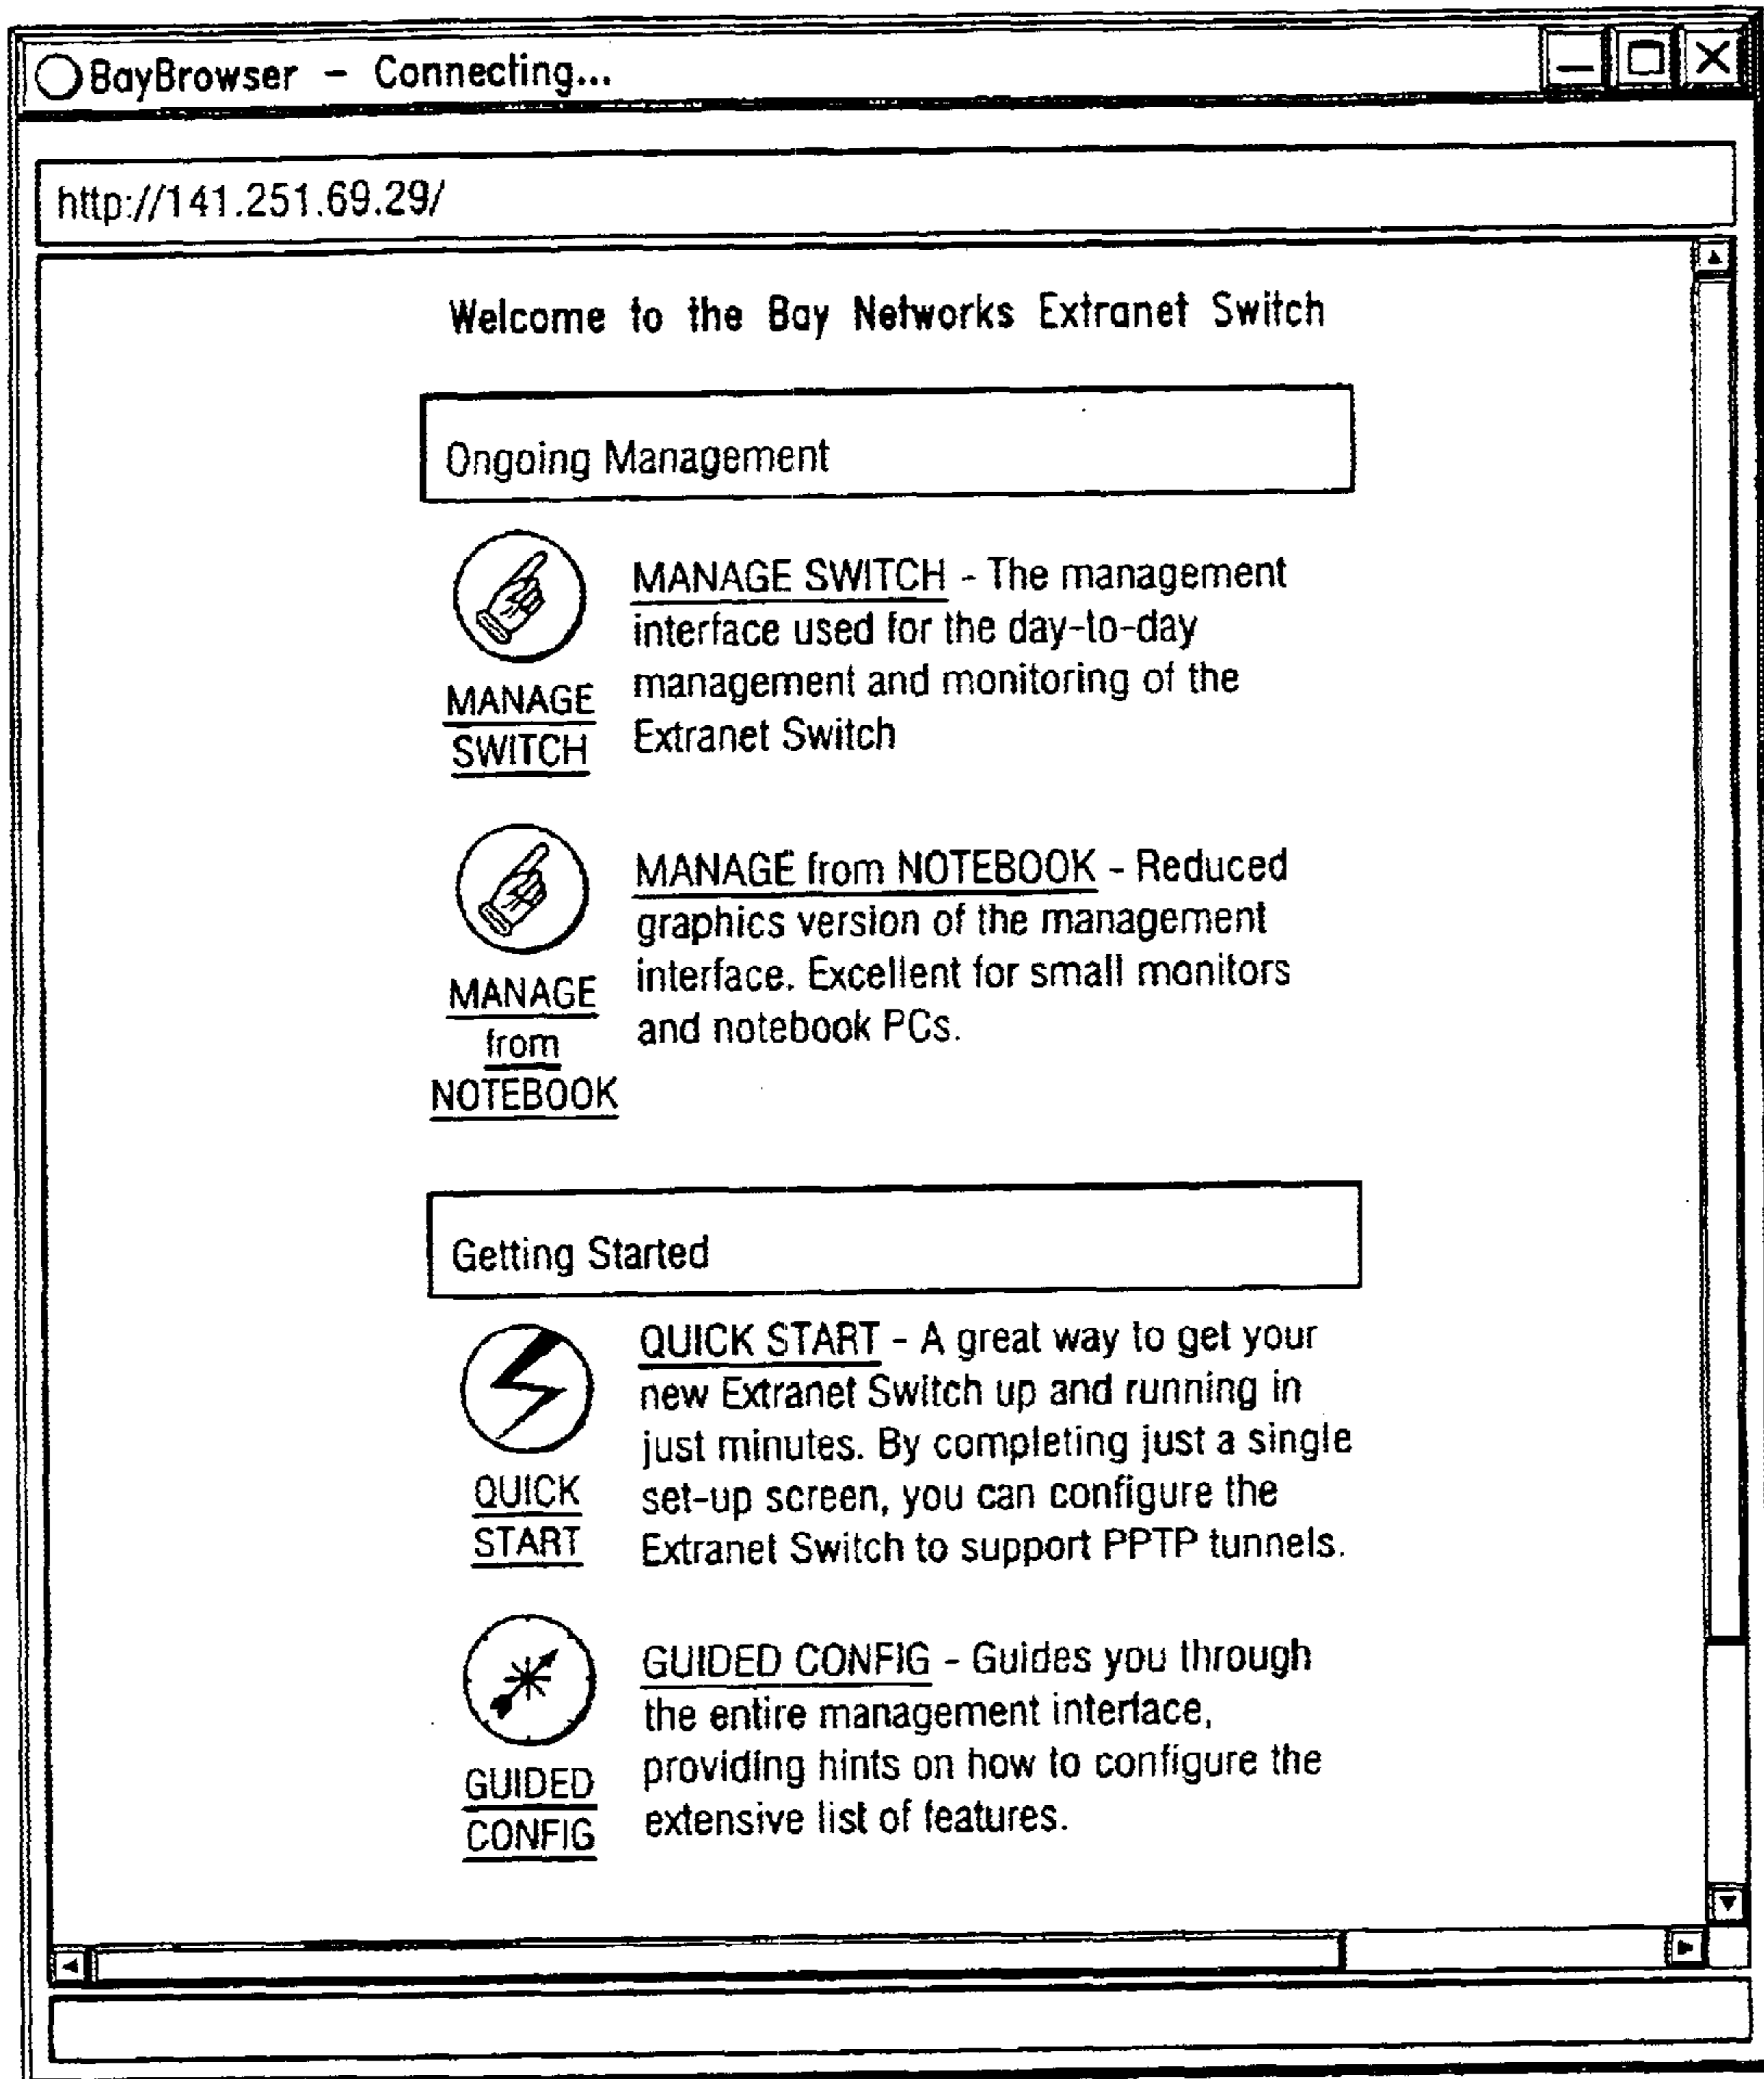 BayBrowser - Connecting...
http://141.251.69.29/
Welcome to the Bay Networks Extranet Switch
Ongoing Management
MANAGE
SWITCH
MANAGE SWITCH - The management
interface used for the day-to-day
management and monitoring of the
Extranet Switch
MANAGE
from
NOTEBOOK
MANAGE from NOTEBOOK - Reduced
graphics version of the management
interface. Excellent for small monitors
and notebook PCs.
Getting Started
QUICK
START
QUICK START - A great way to get your
new Extranet Switch up and running in
just minutes. By completing just a single
set-up screen, you can configure the
Extranet Switch to support PPTP tunnels.
GUIDED
CONFIG
GUIDED CONFIG - Guides you through
the entire management interface,
providing hints on how to configure the
extensive list of features.